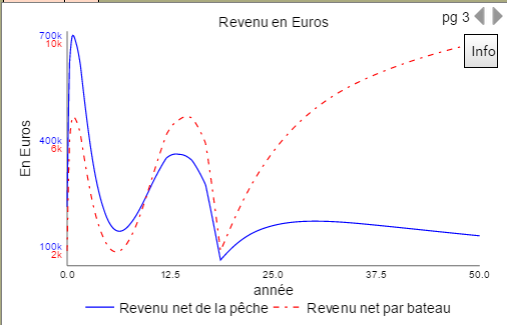 pg 3
Revenu en Euros
Info
700k
10k
400k
6k
100k
2k
En Euros
0.0 12.5 25.0 37.5 50.0
année
Revenu net de la pêche Revenu net par bateau